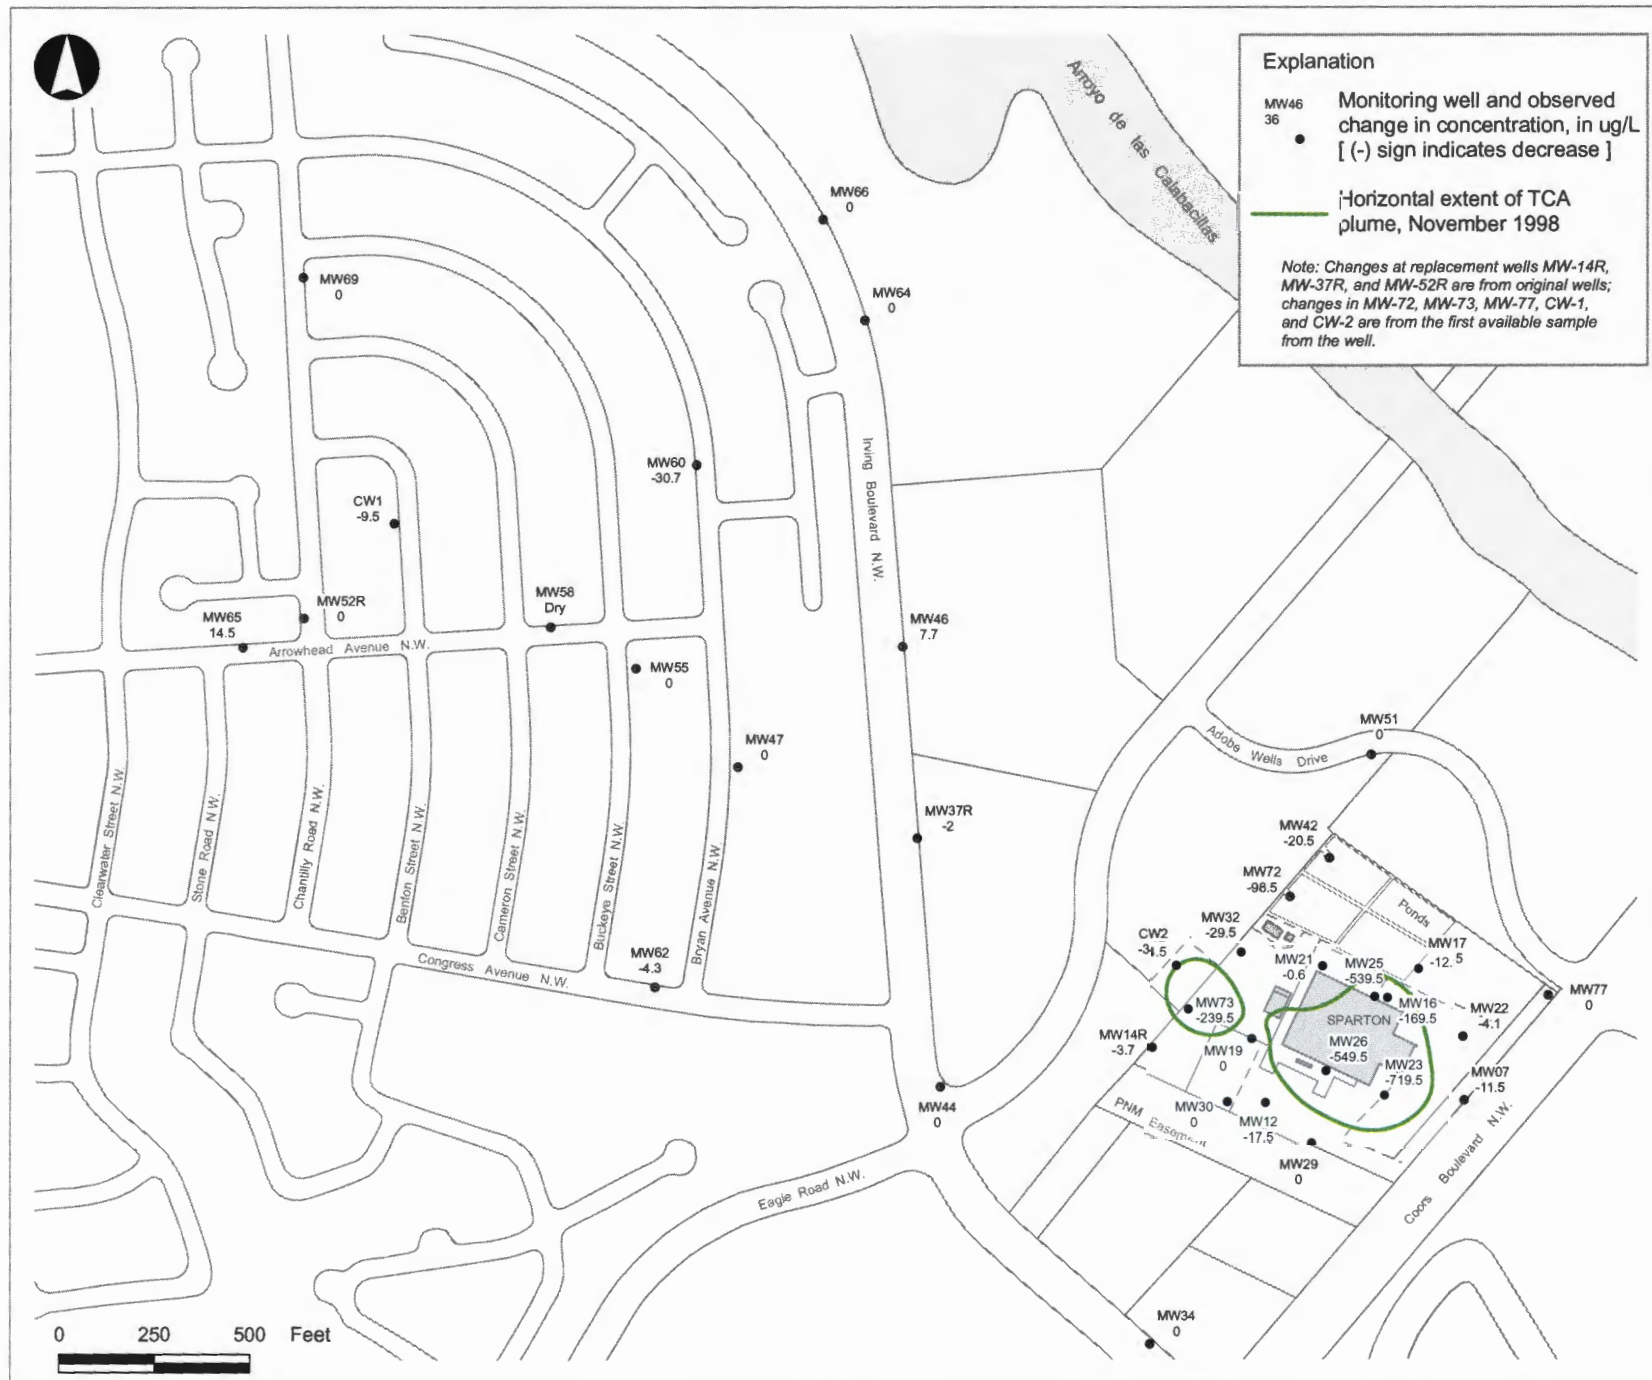 Explanation
MW46
36
Monitoring well and observed
change in concentration, in ug/L
[ (-) sign indicates decrease ]
Horizontal extent of TCA
plume, November 1998
Note: Changes at replacement wells MW-14R,
MW-37R, and MW-52R are from original wells;
changes in MW-72, MW-73, MW-77, CW-1,
and CW-2 are from the first available sample
from the well.
Arroyo de las Calabacillas
MW66
0
MW69
0
MW64
0
MW60
-30.7
Irving Boulevard N.W.
CW1
-9.5
MW58
Dry
MW52R
0
MW65
14.5
Arrowhead Avenue N.W.
MW46
7.7
MW55
0
MW51
0
Adobe Wells Drive
MW47
0
Clearwater Street N.W.
Stone Road N.W.
Chantilly Road N.W.
Benton Street N.W.
Cameron Street N.W.
Buckeye Street N.W.
Bryan Avenue N.W.
MW37R
-2
MW42
-20.5
MW72
-98.5
Ponds
MW32
-29.5
CW2
-31.5
MW17
-12.5
MW21
-0.6
MW25
-539.5
MW62
-4.3
Congress Avenue N.W.
MW77
0
MW73
-239.5
MW16
-169.5
MW22
-4.1
SPARTON
MW14R
-3.7
MW19
0
MW26
-549.5
MW23
-719.5
MW07
-11.5
MW44
0
MW30
0
MW12
-17.5
PNM Easement
MW29
0
Coors Boulevard N.W.
Eagle Road N.W.
MW34
0
0 250 500 Feet